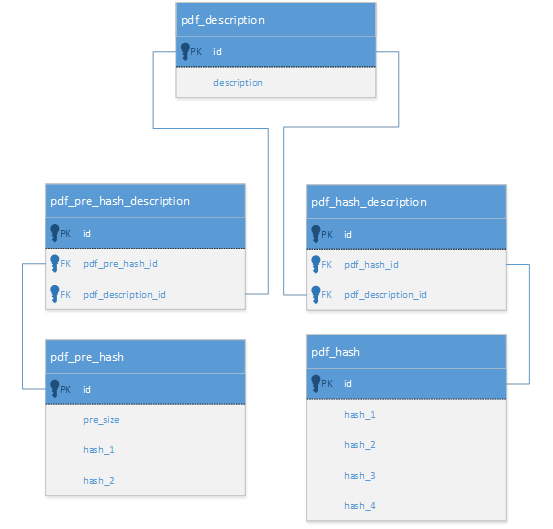 pdf_description
PK id
description
pdf_pre_hash_description
PK id
FK pdf_pre_hash_id
FK pdf_description_id
pdf_hash_description
PK id
FK pdf_hash_id
FK pdf_description_id
pdf_pre_hash
PK id
pre_size
hash_1
hash_2
pdf_hash
PK id
hash_1
hash_2
hash_3
hash_4